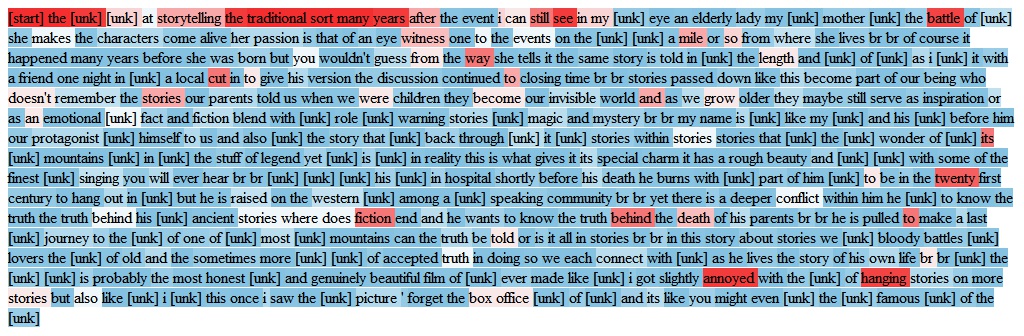 [start] the [unk] [unk] at storytelling the traditional sort many years after the event i can still see in my [unk] eye an elderly lady my [unk] mother [unk] the battle of [unk]
she makes the characters come alive her passion is that of an eye witness one to the events on the [unk] [unk] a mile or so from where she lives br br of course it
happened many years before she was born but you wouldn't guess from the way she tells it the same story is told in [unk] the length and [unk] of [unk] as i [unk] it with
a friend one night in [unk] a local cut in to give his version the discussion continued to closing time br br stories passed down like this become part of our being who
doesn't remember the stories our parents told us when we were children they become our invisible world and as we grow older they maybe still serve as inspiration or
as an emotional [unk] fact and fiction blend with [unk] role [unk] warning stories [unk] magic and mystery br br my name is [unk] like my [unk] and his [unk] before him
our protagonist [unk] himself to us and also [unk] the story that [unk] back through [unk] it [unk] stories within stories stories that [unk] the [unk] wonder of [unk] its
[unk] mountains [unk] in [unk] the stuff of legend yet [unk] is [unk] in reality this is what gives it its special charm it has a rough beauty and [unk] [unk] with some of the
finest [unk] singing you will ever hear br br [unk] [unk] [unk] his [unk] in hospital shortly before his death he burns with [unk] part of him [unk] to be in the twenty first
century to hang out in [unk] but he is raised on the western [unk] among a [unk] speaking community br br yet there is a deeper conflict within him he [unk] to know the
truth the truth behind his [unk] ancient stories where does fiction end and he wants to know the truth behind the death of his parents br br he is pulled to make a last
[unk] journey to the [unk] of one of [unk] most [unk] mountains can the truth be told or is it all in stories br br in this story about stories we [unk] bloody battles [unk]
lovers the [unk] of old and the sometimes more [unk] [unk] of accepted truth in doing so we each connect with [unk] as he lives the story of his own life br br [unk] the
[unk] [unk] is probably the most honest [unk] and genuinely beautiful film of [unk] ever made like [unk] i got slightly annoyed with the [unk] of hanging stories on more
stories but also like [unk] i [unk] this once i saw the [unk] picture ' forget the box office [unk] of [unk] and its like you might even [unk] the [unk] famous [unk] of the
[unk]